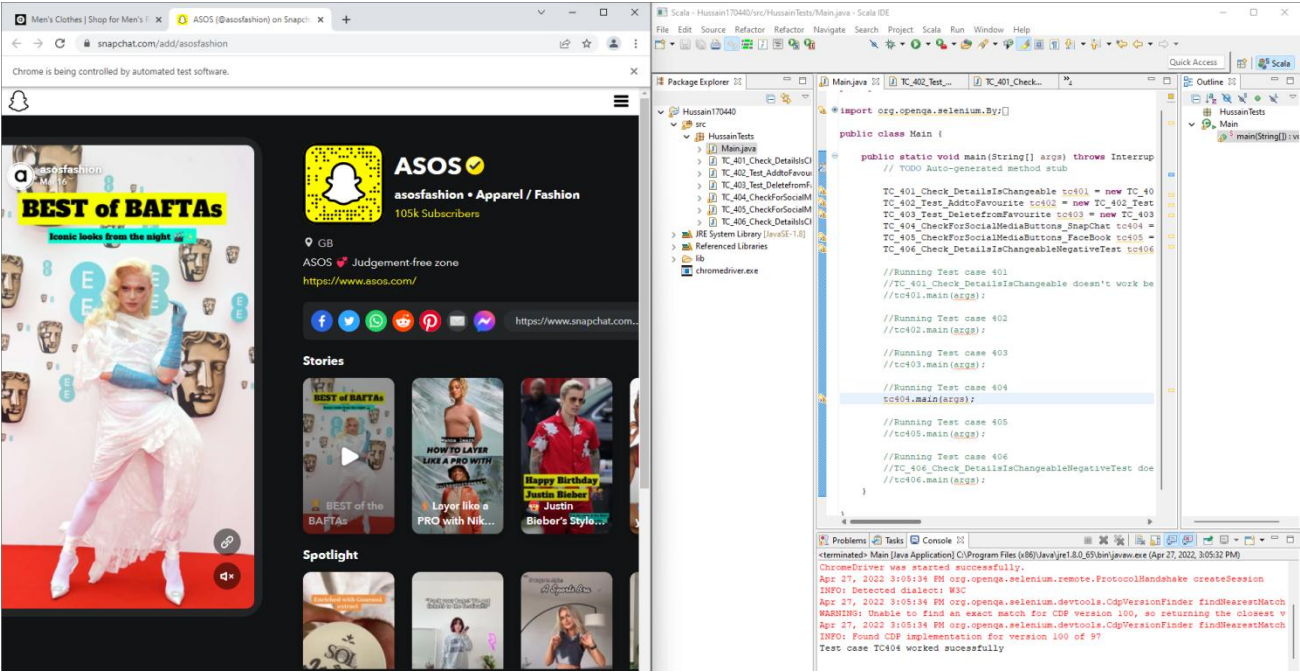 Men's Clothes | Shop for Men's F
ASOS (@asosfashion) on Snapch
snapchat.com/add/asosfashion
Chrome is being controlled by automated test software.
asosfashion
Mar 16
BEST of BAFTAs
Iconic looks from the night
ASOS
asosfashion • Apparel / Fashion
105k Subscribers
GB
ASOS 💕 Judgement-free zone
https://www.asos.com/
https://www.snapchat.com...
Stories
BEST of the BAFTAs
HOW TO LAYER LIKE A PRO WITH
Layer like a PRO with Nik...
Happy Birthday Justin Bieber
Justin Bieber's Style...
Spotlight
Scala - Hussain170440/src/HussainTests/Main.java - Scala IDE
File Edit Source Refactor Refactor Navigate Search Project Scala Run Window Help
Quick Access
Scala
Package Explorer
Hussain170440
src
HussainTests
Main.java
TC_401_Check_DetailsIsCh
TC_402_Test_AddtoFavou
TC_403_Test_DeletefromF
TC_404_CheckForSocialM
TC_405_CheckForSocialM
TC_406_Check_DetailsIsCh
JRE System Library [JavaSE-1.8]
Referenced Libraries
lib
chromedriver.exe
Main.java
TC_402_Test_...
TC_401_Check...
import org.openqa.selenium.By;
public class Main {
public static void main(String[] args) throws Interrup
// TODO Auto-generated method stub
TC_401_Check_DetailsIsChangeable tc401 = new TC_40
TC_402_Test_AddtoFavourite tc402 = new TC_402_Test
TC_403_Test_DeletefromFavourite tc403 = new TC_403
TC_404_CheckForSocialMediaButtons_SnapChat tc404 =
TC_405_CheckForSocialMediaButtons_FaceBook tc405 =
TC_406_Check_DetailsIsChangeableNegativeTest tc406
//Running Test case 401
//TC_401_Check_DetailsIsChangeable doesn't work be
//tc401.main(args);
//Running Test case 402
//tc402.main(args);
//Running Test case 403
//tc403.main(args);
//Running Test case 404
tc404.main(args);
//Running Test case 405
//tc405.main(args);
//Running Test case 406
//TC_406_Check_DetailsIsChangeableNegativeTest doe
//tc406.main(args);
}
Outline
HussainTests
Main
main(String[]) : vo
Problems
Tasks
Console
<terminated> Main [Java Application] C:\Program Files (x86)\Java\jre1.8.0_65\bin\javaw.exe (Apr 27, 2022, 3:05:32 PM)
ChromeDriver was started successfully.
Apr 27, 2022 3:05:34 PM org.openqa.selenium.remote.ProtocolHandshake createSession
INFO: Detected dialect: W3C
Apr 27, 2022 3:05:34 PM org.openqa.selenium.devtools.CdpVersionFinder findNearestMatch
WARNING: Unable to find an exact match for CDP version 100, so returning the closest v
Apr 27, 2022 3:05:34 PM org.openqa.selenium.devtools.CdpVersionFinder findNearestMatch
INFO: Found CDP implementation for version 100 of 97
Test case TC404 worked sucessfully